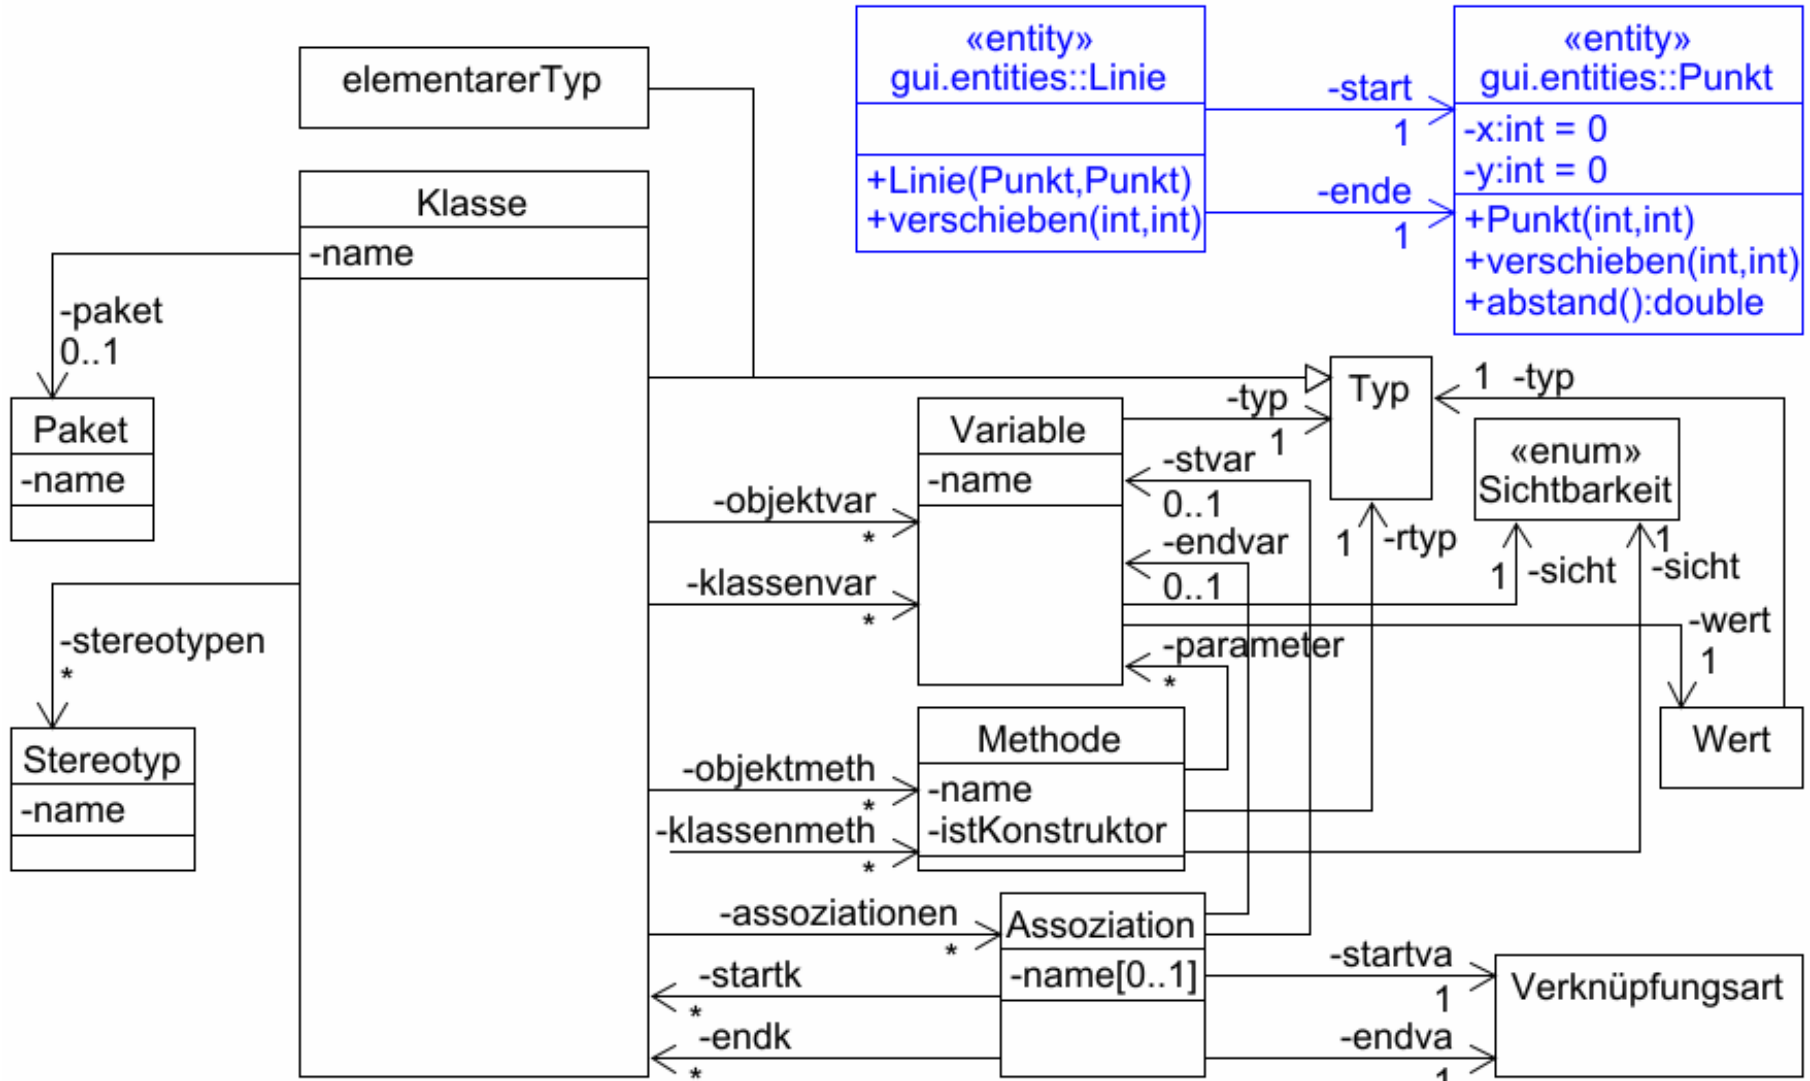 elementarerTyp
«entity»
gui.entities::Linie
+Linie(Punkt,Punkt)
+verschieben(int,int)
-start
1
-ende
1
«entity»
gui.entities::Punkt
-x:int = 0
-y:int = 0
+Punkt(int,int)
+verschieben(int,int)
+abstand():double
Klasse
-name
-paket
0..1
Paket
-name
-stereotypen
*
Stereotyp
-name
-objektvar
*
-klassenvar
*
-objektmeth
*
-klassenmeth
*
-assoziationen
*
-startk
*
-endk
*
Variable
-name
-typ
1
-stvar
0..1
-endvar
0..1
-parameter
*
Typ
1 -typ
«enum»
Sichtbarkeit
1 -rtyp
1 -sicht
1
-sicht
-wert
1
Wert
Methode
-name
-istKonstruktor
Assoziation
-name[0..1]
-startva
1
-endva
1
Verknüpfungsart